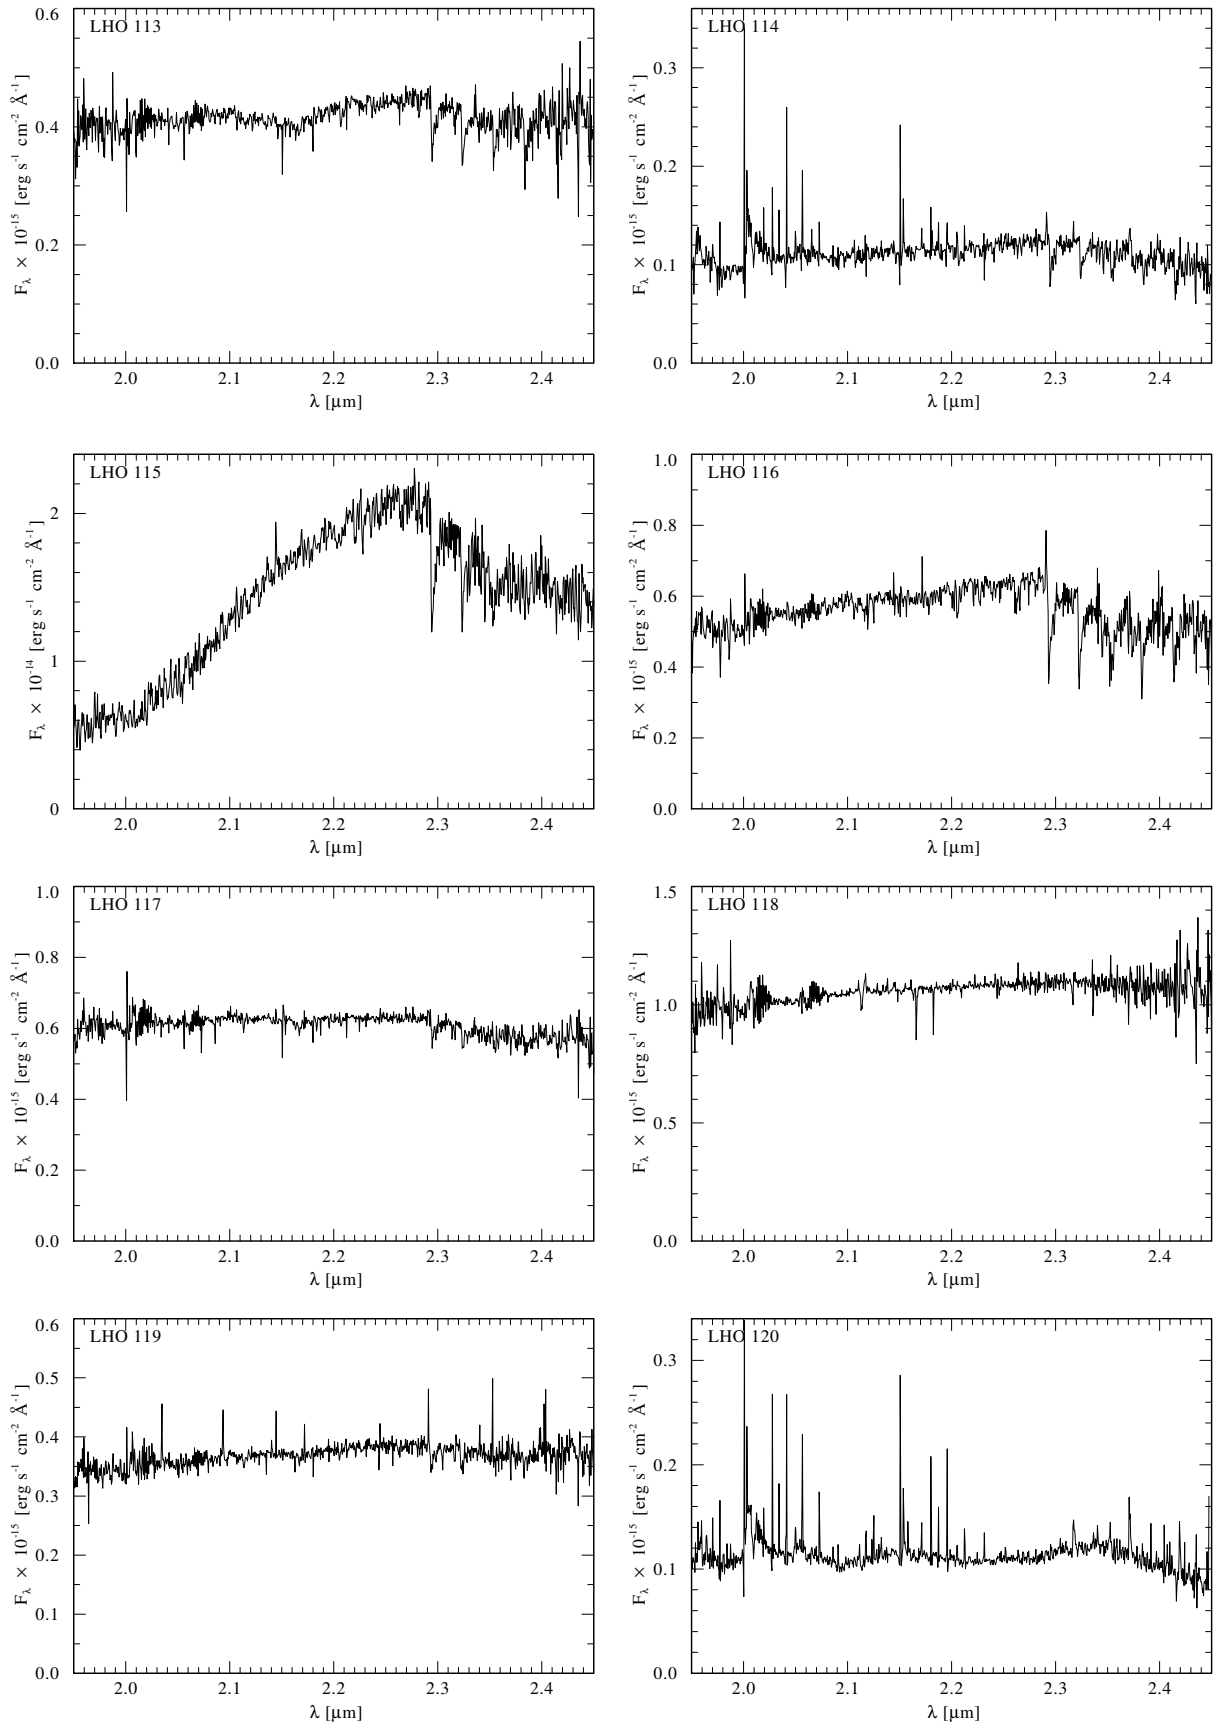 LHO 113
0.6
0.4
0.2
0.0
F_λ × 10⁻¹⁵ [erg s⁻¹ cm⁻² Å⁻¹]
2.0 2.1 2.2 2.3 2.4
λ [μm]
LHO 114
0.3
0.2
0.1
0.0
F_λ × 10⁻¹⁵ [erg s⁻¹ cm⁻² Å⁻¹]
2.0 2.1 2.2 2.3 2.4
λ [μm]
LHO 115
2
1
0
F_λ × 10⁻¹⁴ [erg s⁻¹ cm⁻² Å⁻¹]
2.0 2.1 2.2 2.3 2.4
λ [μm]
LHO 116
1.0
0.8
0.6
0.4
0.2
0.0
F_λ × 10⁻¹⁵ [erg s⁻¹ cm⁻² Å⁻¹]
2.0 2.1 2.2 2.3 2.4
λ [μm]
LHO 117
1.0
0.8
0.6
0.4
0.2
0.0
F_λ × 10⁻¹⁵ [erg s⁻¹ cm⁻² Å⁻¹]
2.0 2.1 2.2 2.3 2.4
λ [μm]
LHO 118
1.5
1.0
0.5
0.0
F_λ × 10⁻¹⁵ [erg s⁻¹ cm⁻² Å⁻¹]
2.0 2.1 2.2 2.3 2.4
λ [μm]
LHO 119
0.6
0.5
0.4
0.3
0.2
0.1
0.0
F_λ × 10⁻¹⁵ [erg s⁻¹ cm⁻² Å⁻¹]
2.0 2.1 2.2 2.3 2.4
λ [μm]
LHO 120
0.3
0.2
0.1
0.0
F_λ × 10⁻¹⁵ [erg s⁻¹ cm⁻² Å⁻¹]
2.0 2.1 2.2 2.3 2.4
λ [μm]